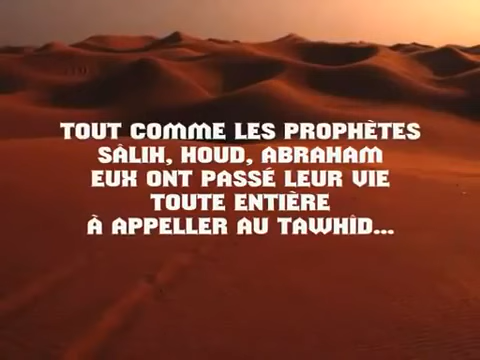 TOUT COMME LES PROPHÈTES
SÂLIH, HOUD, ABRAHAM
EUX ONT PASSÉ LEUR VIE
TOUTE ENTIÈRE
À APPELLER AU TAWHÎD...